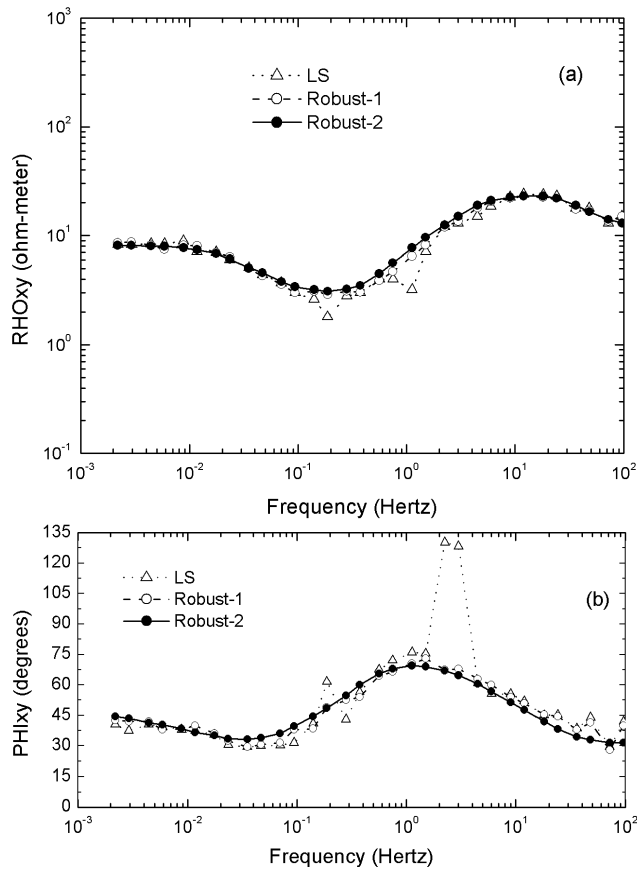 10^3
10^2
10^1
10^0
10^-1
RHOxy (ohm-meter)
LS
Robust-1
Robust-2
(a)
10^-3 10^-2 10^-1 10^0 10^1 10^2
Frequency (Hertz)
135
120
105
90
75
60
45
30
15
0
PHIxy (degrees)
LS
Robust-1
Robust-2
(b)
10^-3 10^-2 10^-1 10^0 10^1 10^2
Frequency (Hertz)